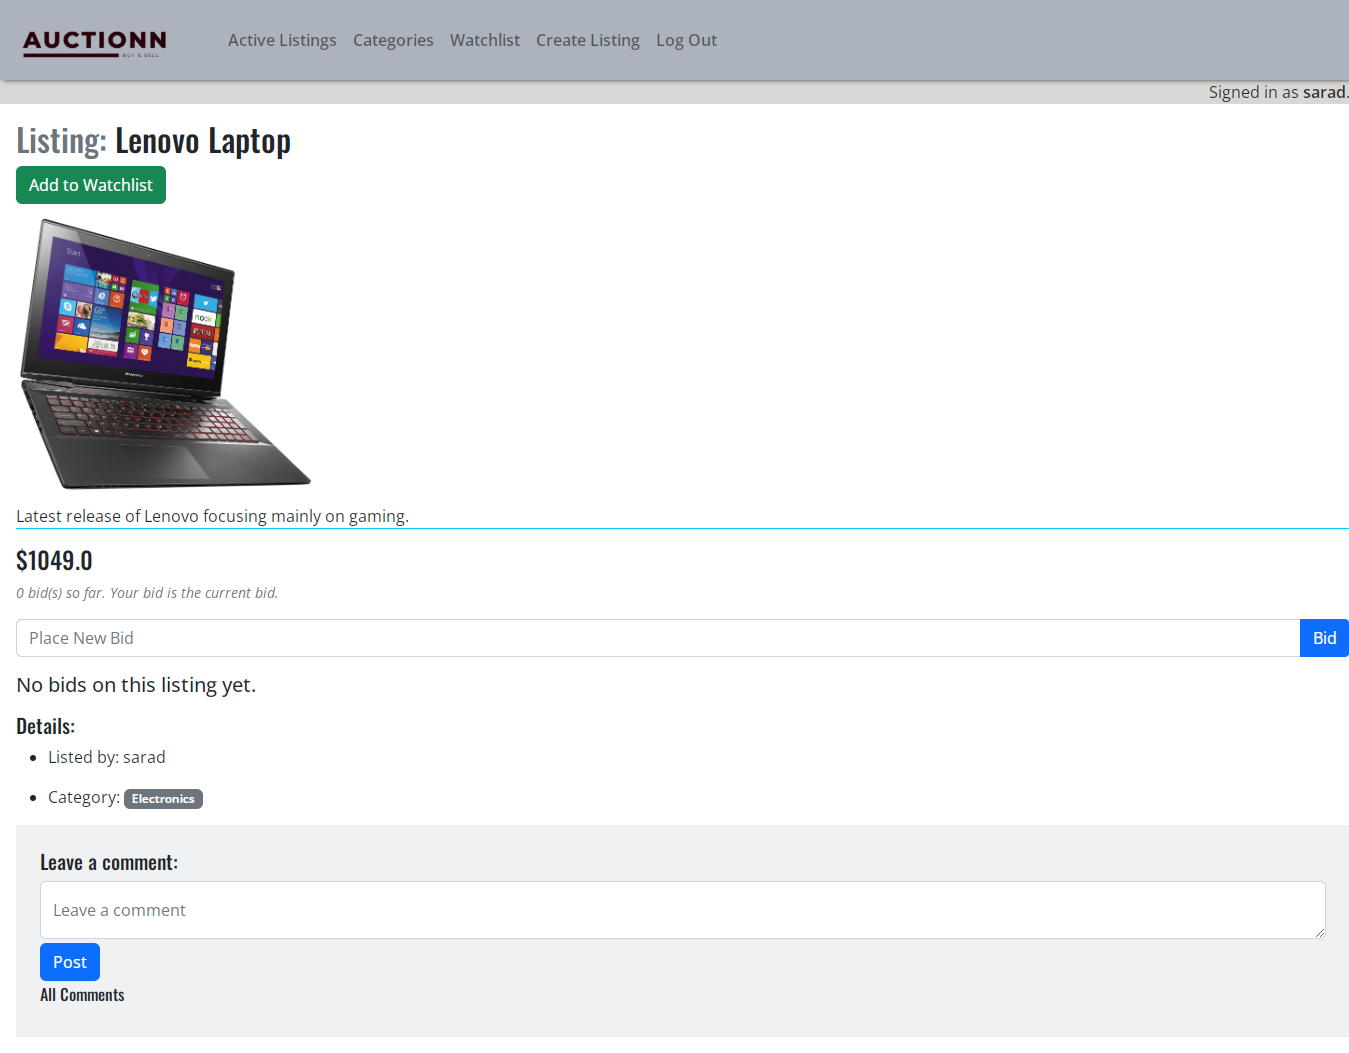 AUCTIONN
BUY & SELL
Active Listings Categories Watchlist Create Listing Log Out
Signed in as sarad.
Listing: Lenovo Laptop
Add to Watchlist
Start
nook
Latest release of Lenovo focusing mainly on gaming.
$1049.0
0 bid(s) so far. Your bid is the current bid.
Place New Bid
Bid
No bids on this listing yet.
Details:
Listed by: sarad
Category: Electronics
Leave a comment:
Leave a comment
Post
All Comments